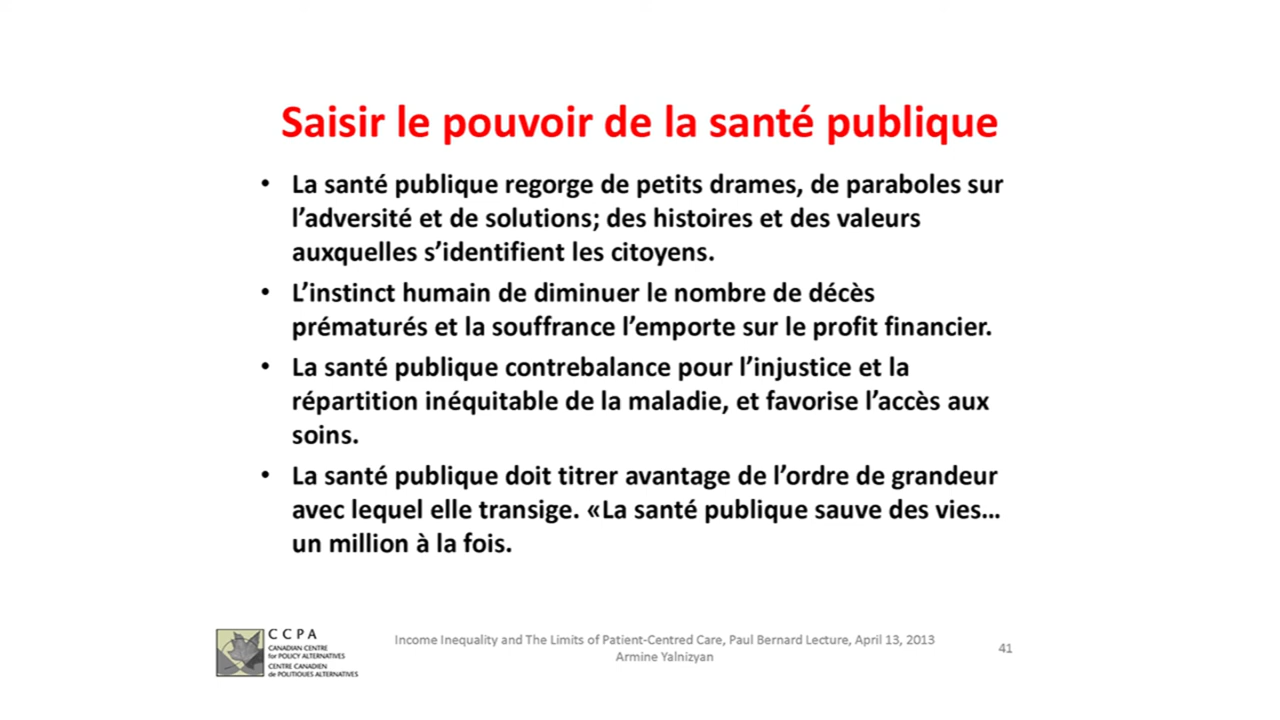 Saisir le pouvoir de la santé publique
• La santé publique regorge de petits drames, de paraboles sur
l’adversité et de solutions; des histoires et des valeurs
auxquelles s’identifient les citoyens.
• L’instinct humain de diminuer le nombre de décès
prématurés et la souffrance l’emporte sur le profit financier.
• La santé publique contrebalance pour l’injustice et la
répartition inéquitable de la maladie, et favorise l’accès aux
soins.
• La santé publique doit titrer avantage de l’ordre de grandeur
avec lequel elle transige. «La santé publique sauve des vies…
un million à la fois.
CCPA
CANADIAN CENTRE
for POLICY ALTERNATIVES
CENTRE CANADIEN
de POLITIQUES ALTERNATIVES
Income Inequality and The Limits of Patient-Centred Care, Paul Bernard Lecture, April 13, 2013
Armine Yalnizyan
41